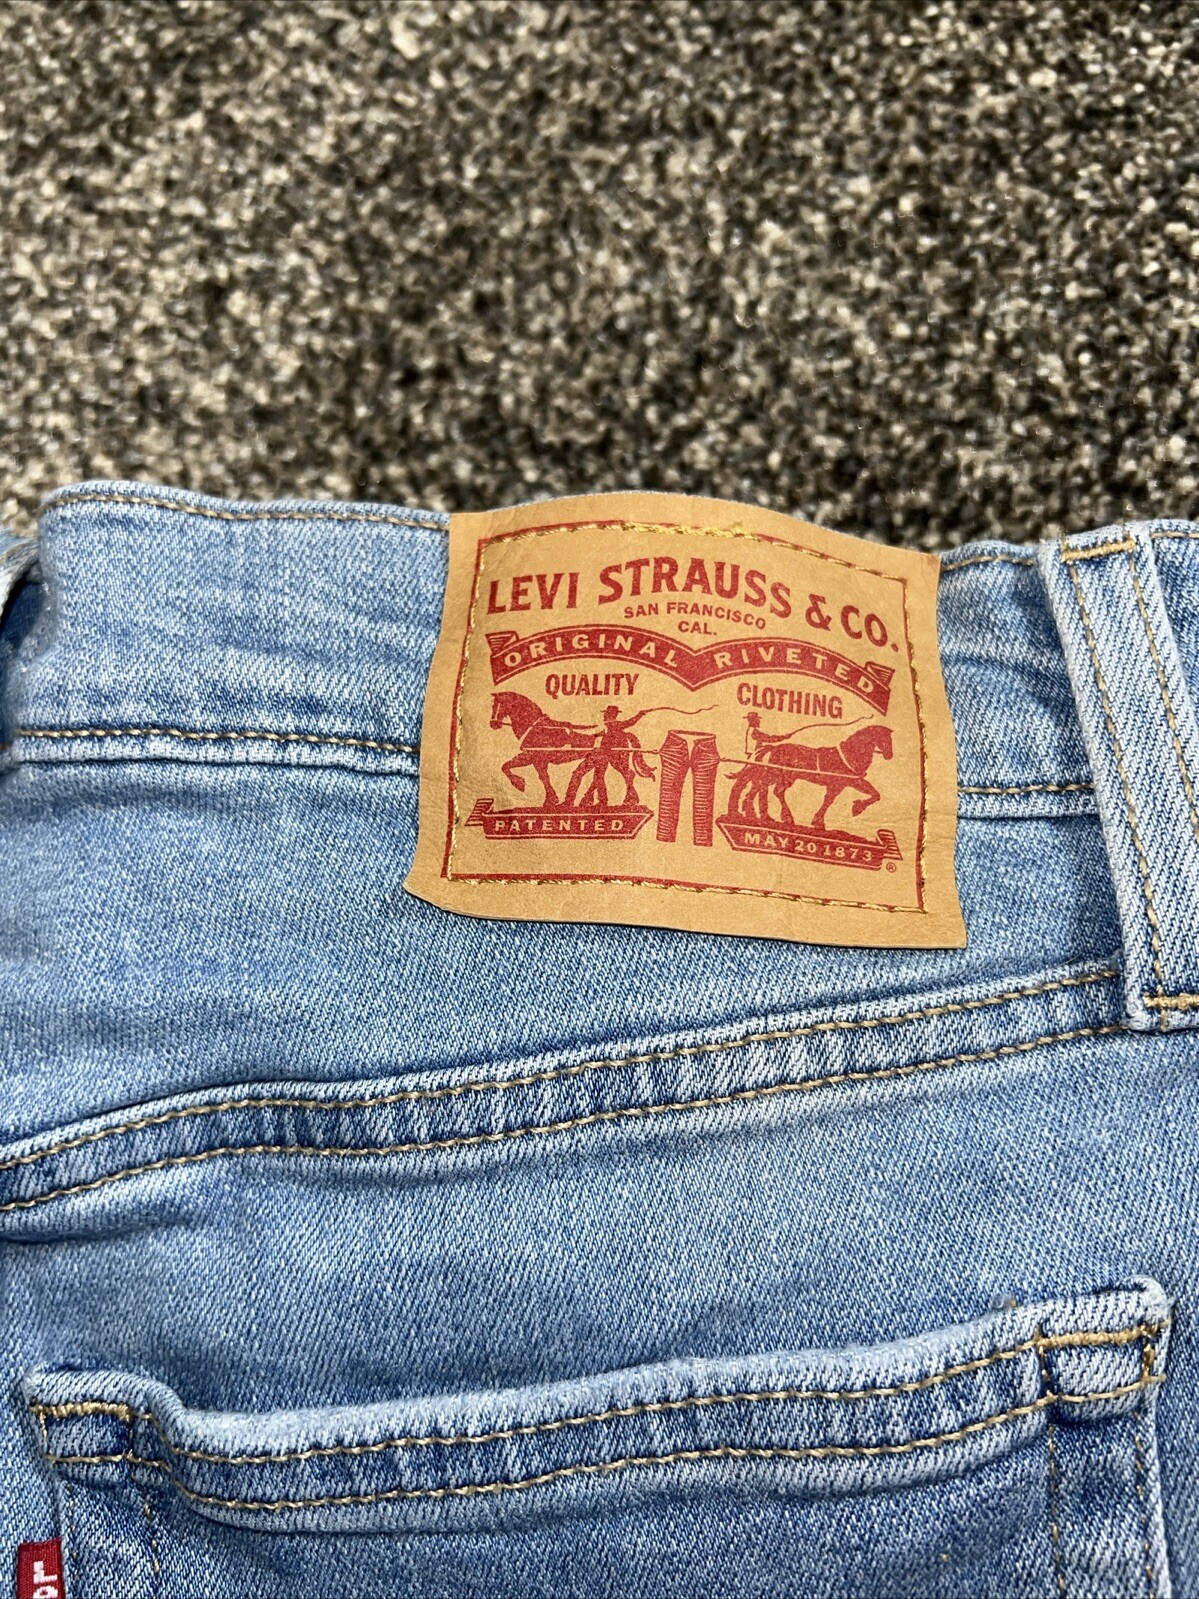 LEVI STRAUSS & CO.
SAN FRANCISCO
CAL.
ORIGINAL RIVETED
QUALITY CLOTHING
PATENTED MAY 20 1873 ®